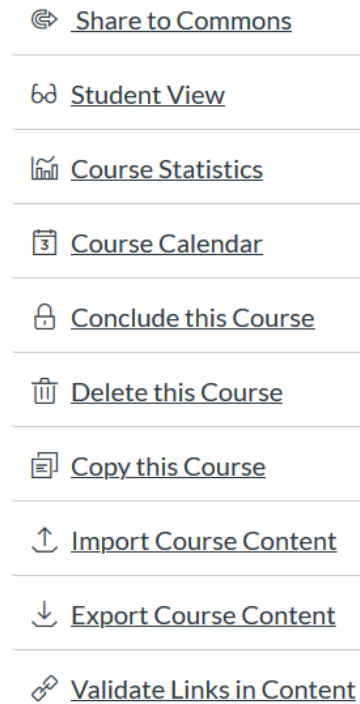 Share to Commons
Student View
Course Statistics
3
Course Calendar
Conclude this Course
Delete this Course
Copy this Course
Import Course Content
Export Course Content
Validate Links in Content